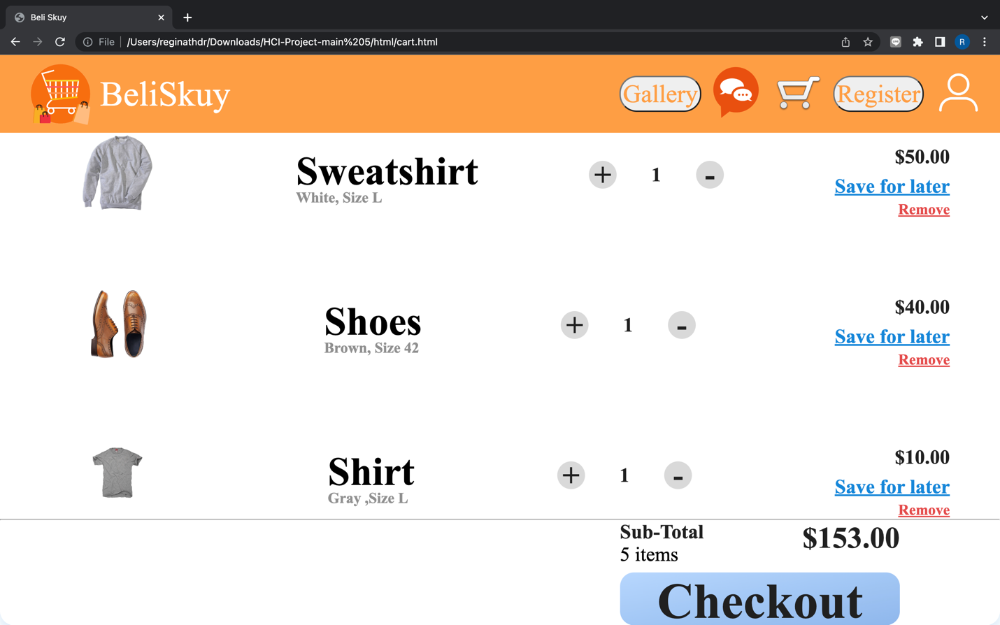 Beli Skuy
File
/Users/reginathdr/Downloads/HCI-Project-main%205/html/cart.html
R
BeliSkuy
Gallery
Register
Sweatshirt
White, Size L
+ 1 -
$50.00
Save for later
Remove
Shoes
Brown, Size 42
+ 1 -
$40.00
Save for later
Remove
Shirt
Gray ,Size L
+ 1 -
$10.00
Save for later
Remove
Sub-Total
5 items
$153.00
Checkout